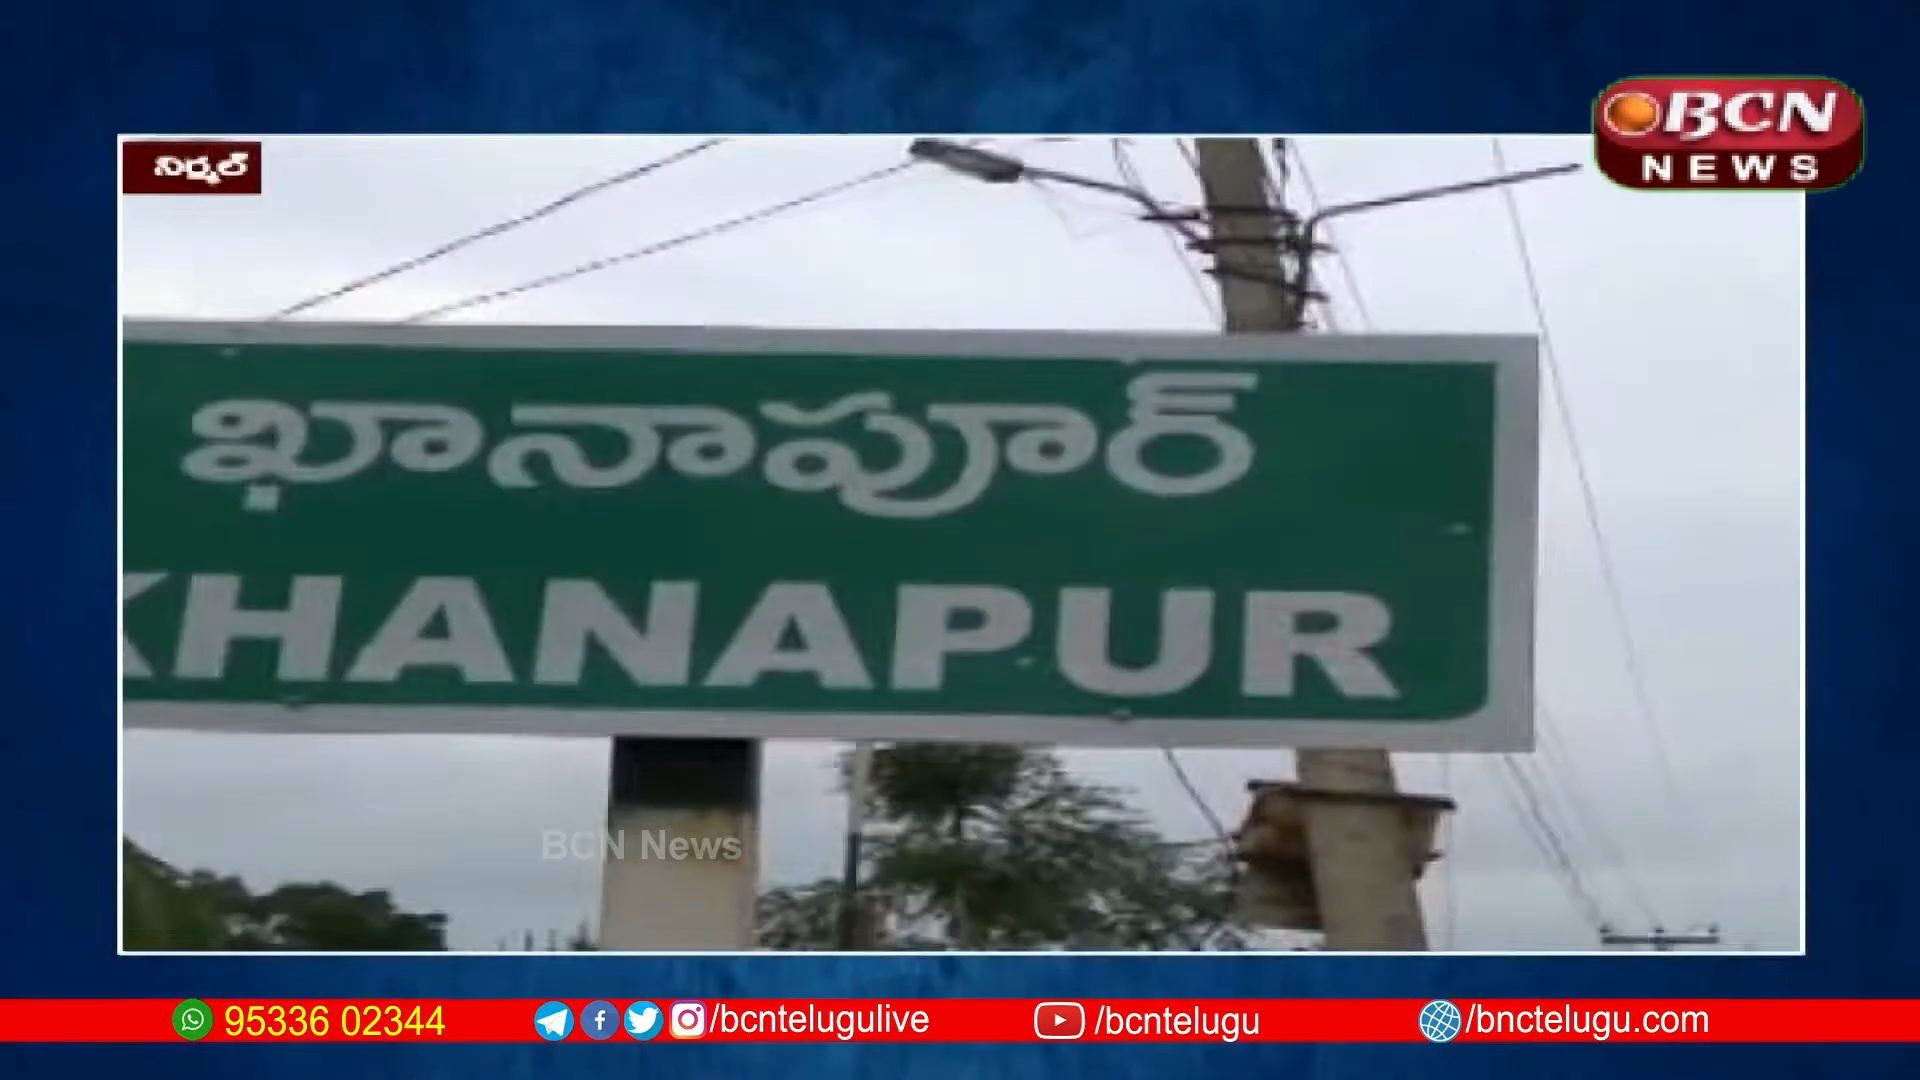 BCN
NEWS
నిర్మల్
ఖానాపూర్
KHANAPUR
BCN News
95336 02344
/bcntelugulive
/bcntelugu
/bnctelugu.com